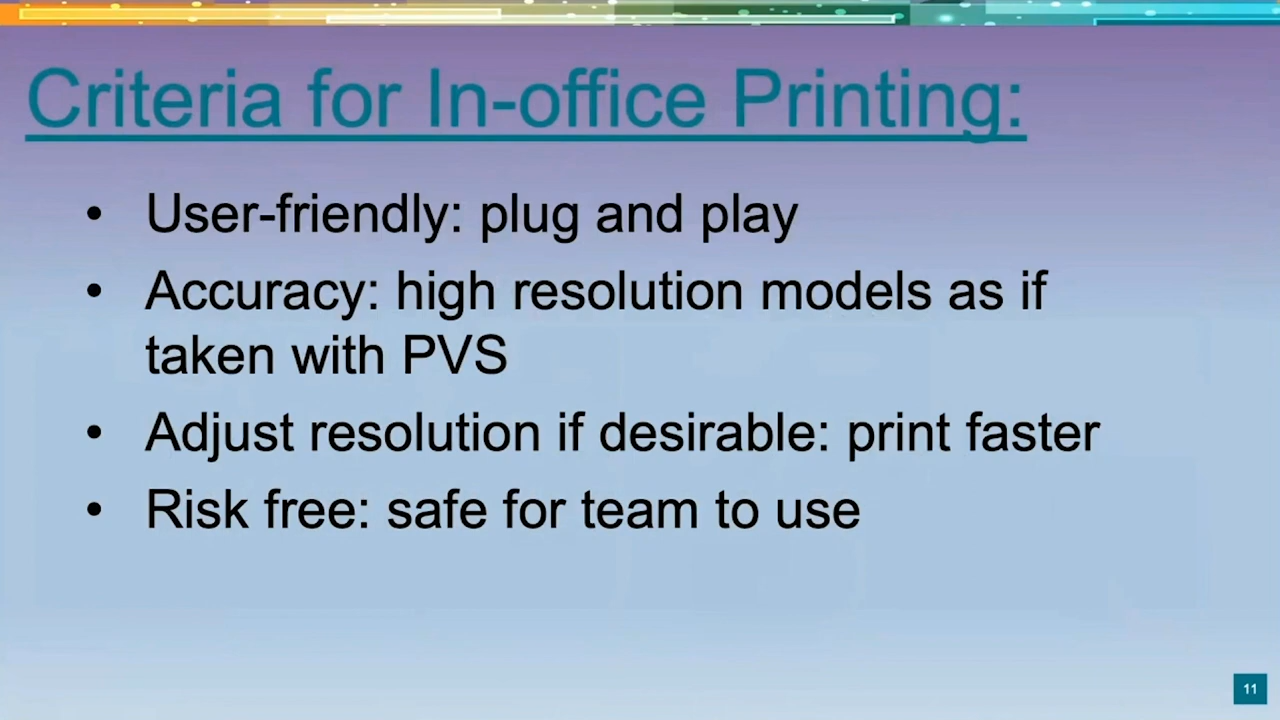 Criteria for In-office Printing:
• User-friendly: plug and play
• Accuracy: high resolution models as if
taken with PVS
• Adjust resolution if desirable: print faster
• Risk free: safe for team to use
11